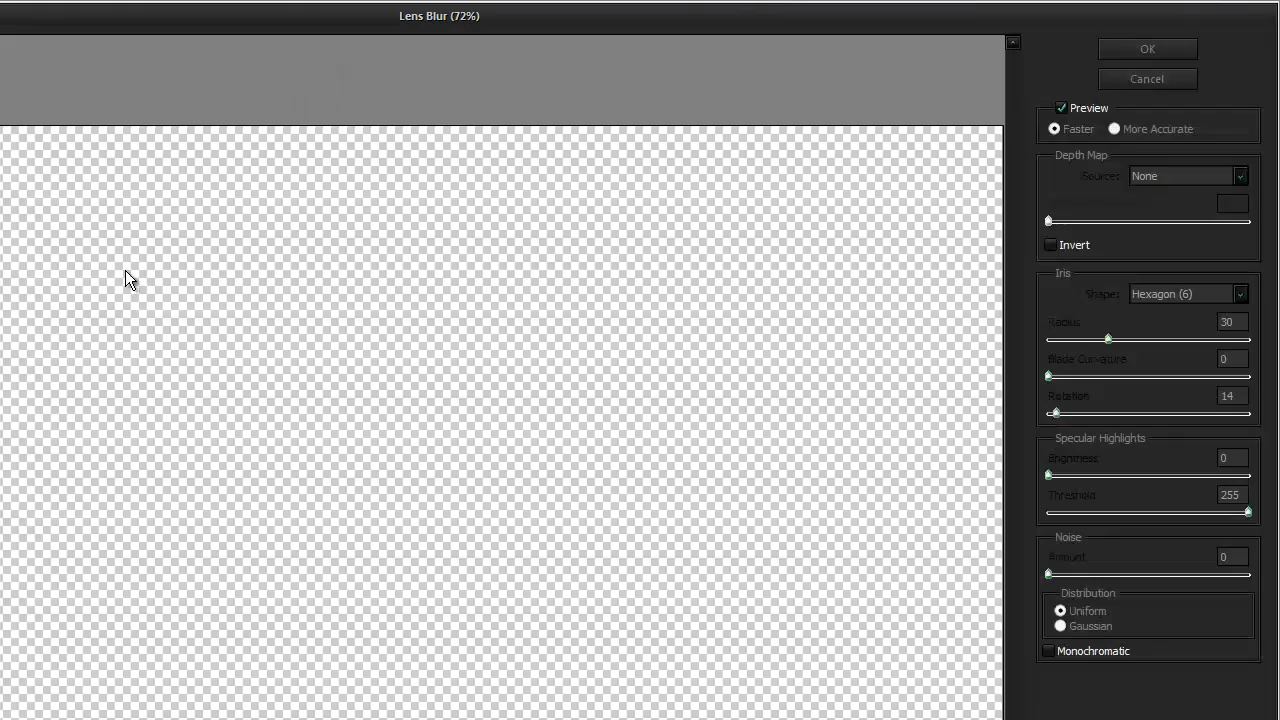 Lens Blur (72%)
OK
Cancel
Preview
Faster More Accurate
Depth Map
Source: None
Invert
Iris
Shape: Hexagon (6)
Radius 30
Blade Curvature 0
Rotation 14
Specular Highlights
Brightness 0
Threshold 255
Noise
Amount 0
Distribution
Uniform
Gaussian
Monochromatic